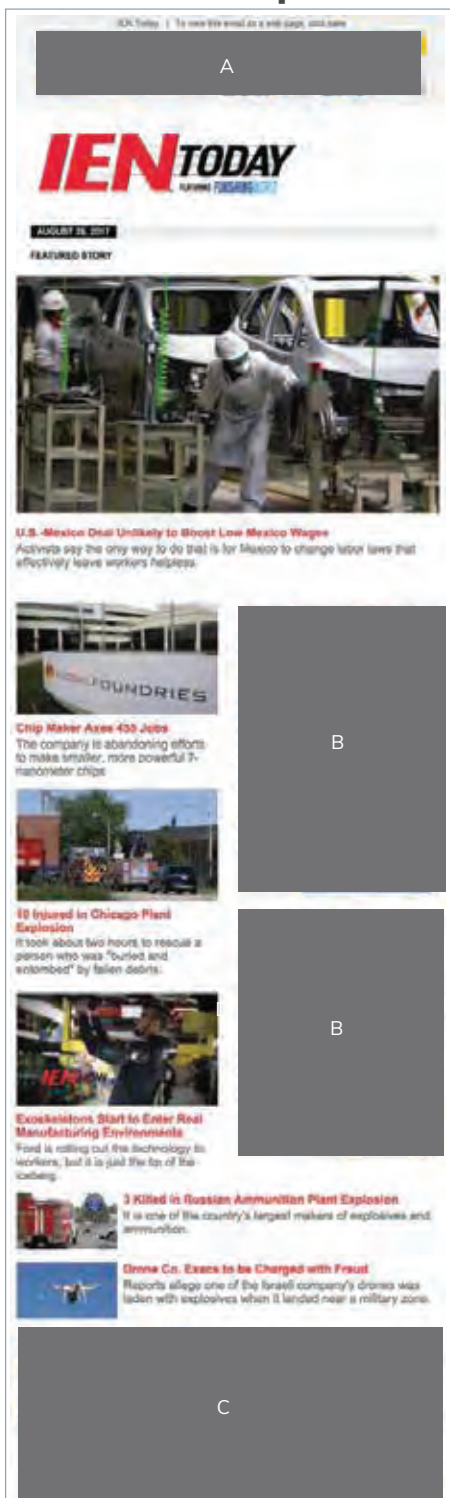 IEN Today | To view this email as a web page, click here
A
IEN TODAY
FEATURING
AUGUST 28, 2017
FEATURED STORY
U.S.-Mexico Deal Unlikely to Boost Low Mexico Wages
Activists say the only way to do that is for Mexico to change labor laws that
effectively leave workers helpless.
FOUNDRIES
Chip Maker Axes 455 Jobs
The company is abandoning efforts
to make smaller, more powerful 7-
nanometer chips
B
10 Injured in Chicago Plant
Explosion
It took about two hours to rescue a
person who was "buried and
entombed" by fallen debris.
B
IEN
Exoskeletons Start to Enter Real
Manufacturing Environments
Ford is rolling out the technology to
workers, but it is just the tip of the
iceberg.
3 Killed in Russian Ammunition Plant Explosion
It is one of the country's largest makers of explosives and
ammunition.
Drone Co. Execs to be Charged with Fraud
Reports allege one of the Israeli company's drones was
laden with explosives when it landed near a military zone.
C